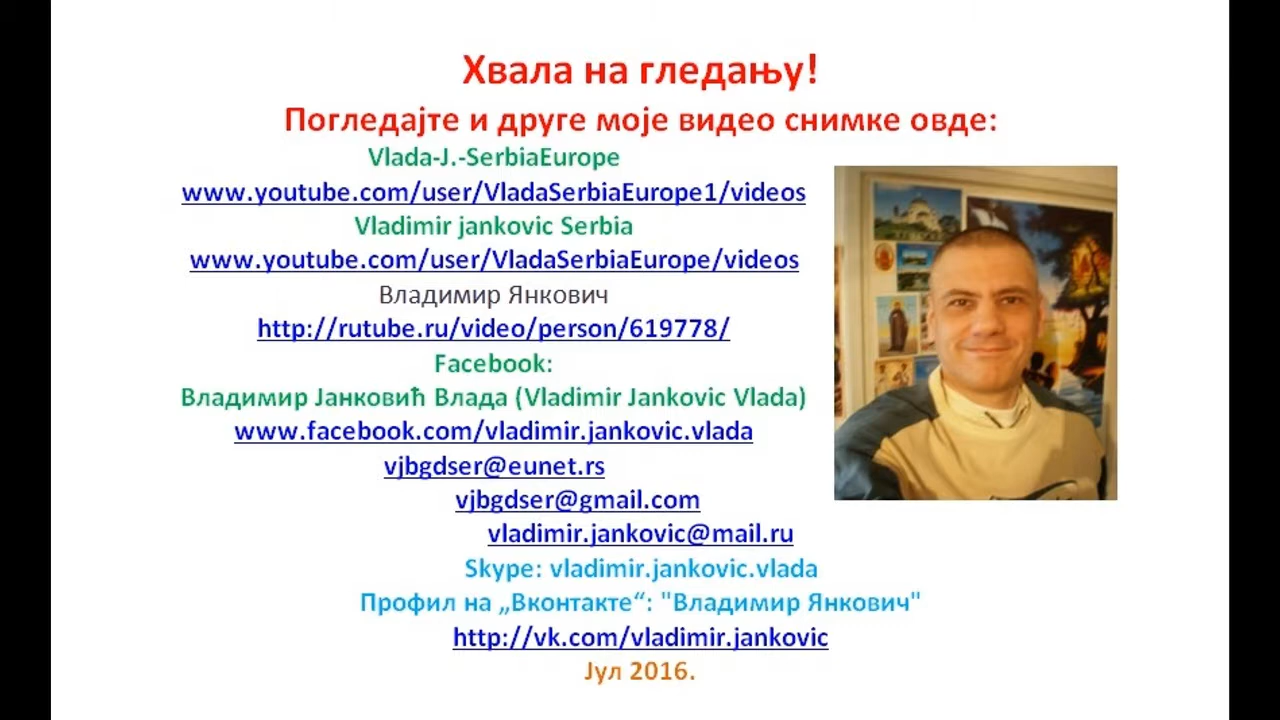 Хвала на гледању!
Погледајте и друге моје видео снимке овде:
Vlada-J.-SerbiaEurope
www.youtube.com/user/VladaSerbiaEurope1/videos
Vladimir jankovic Serbia
www.youtube.com/user/VladaSerbiaEurope/videos
Владимир Янкович
http://rutube.ru/video/person/619778/
Facebook:
Владимир Јанковић Влада (Vladimir Jankovic Vlada)
www.facebook.com/vladimir.jankovic.vlada
vjbgdser@eunet.rs
vjbgdser@gmail.com
vladimir.jankovic@mail.ru
Skype: vladimir.jankovic.vlada
Профил на „Вконтакте“: "Владимир Янкович"
http://vk.com/vladimir.jankovic
Јул 2016.